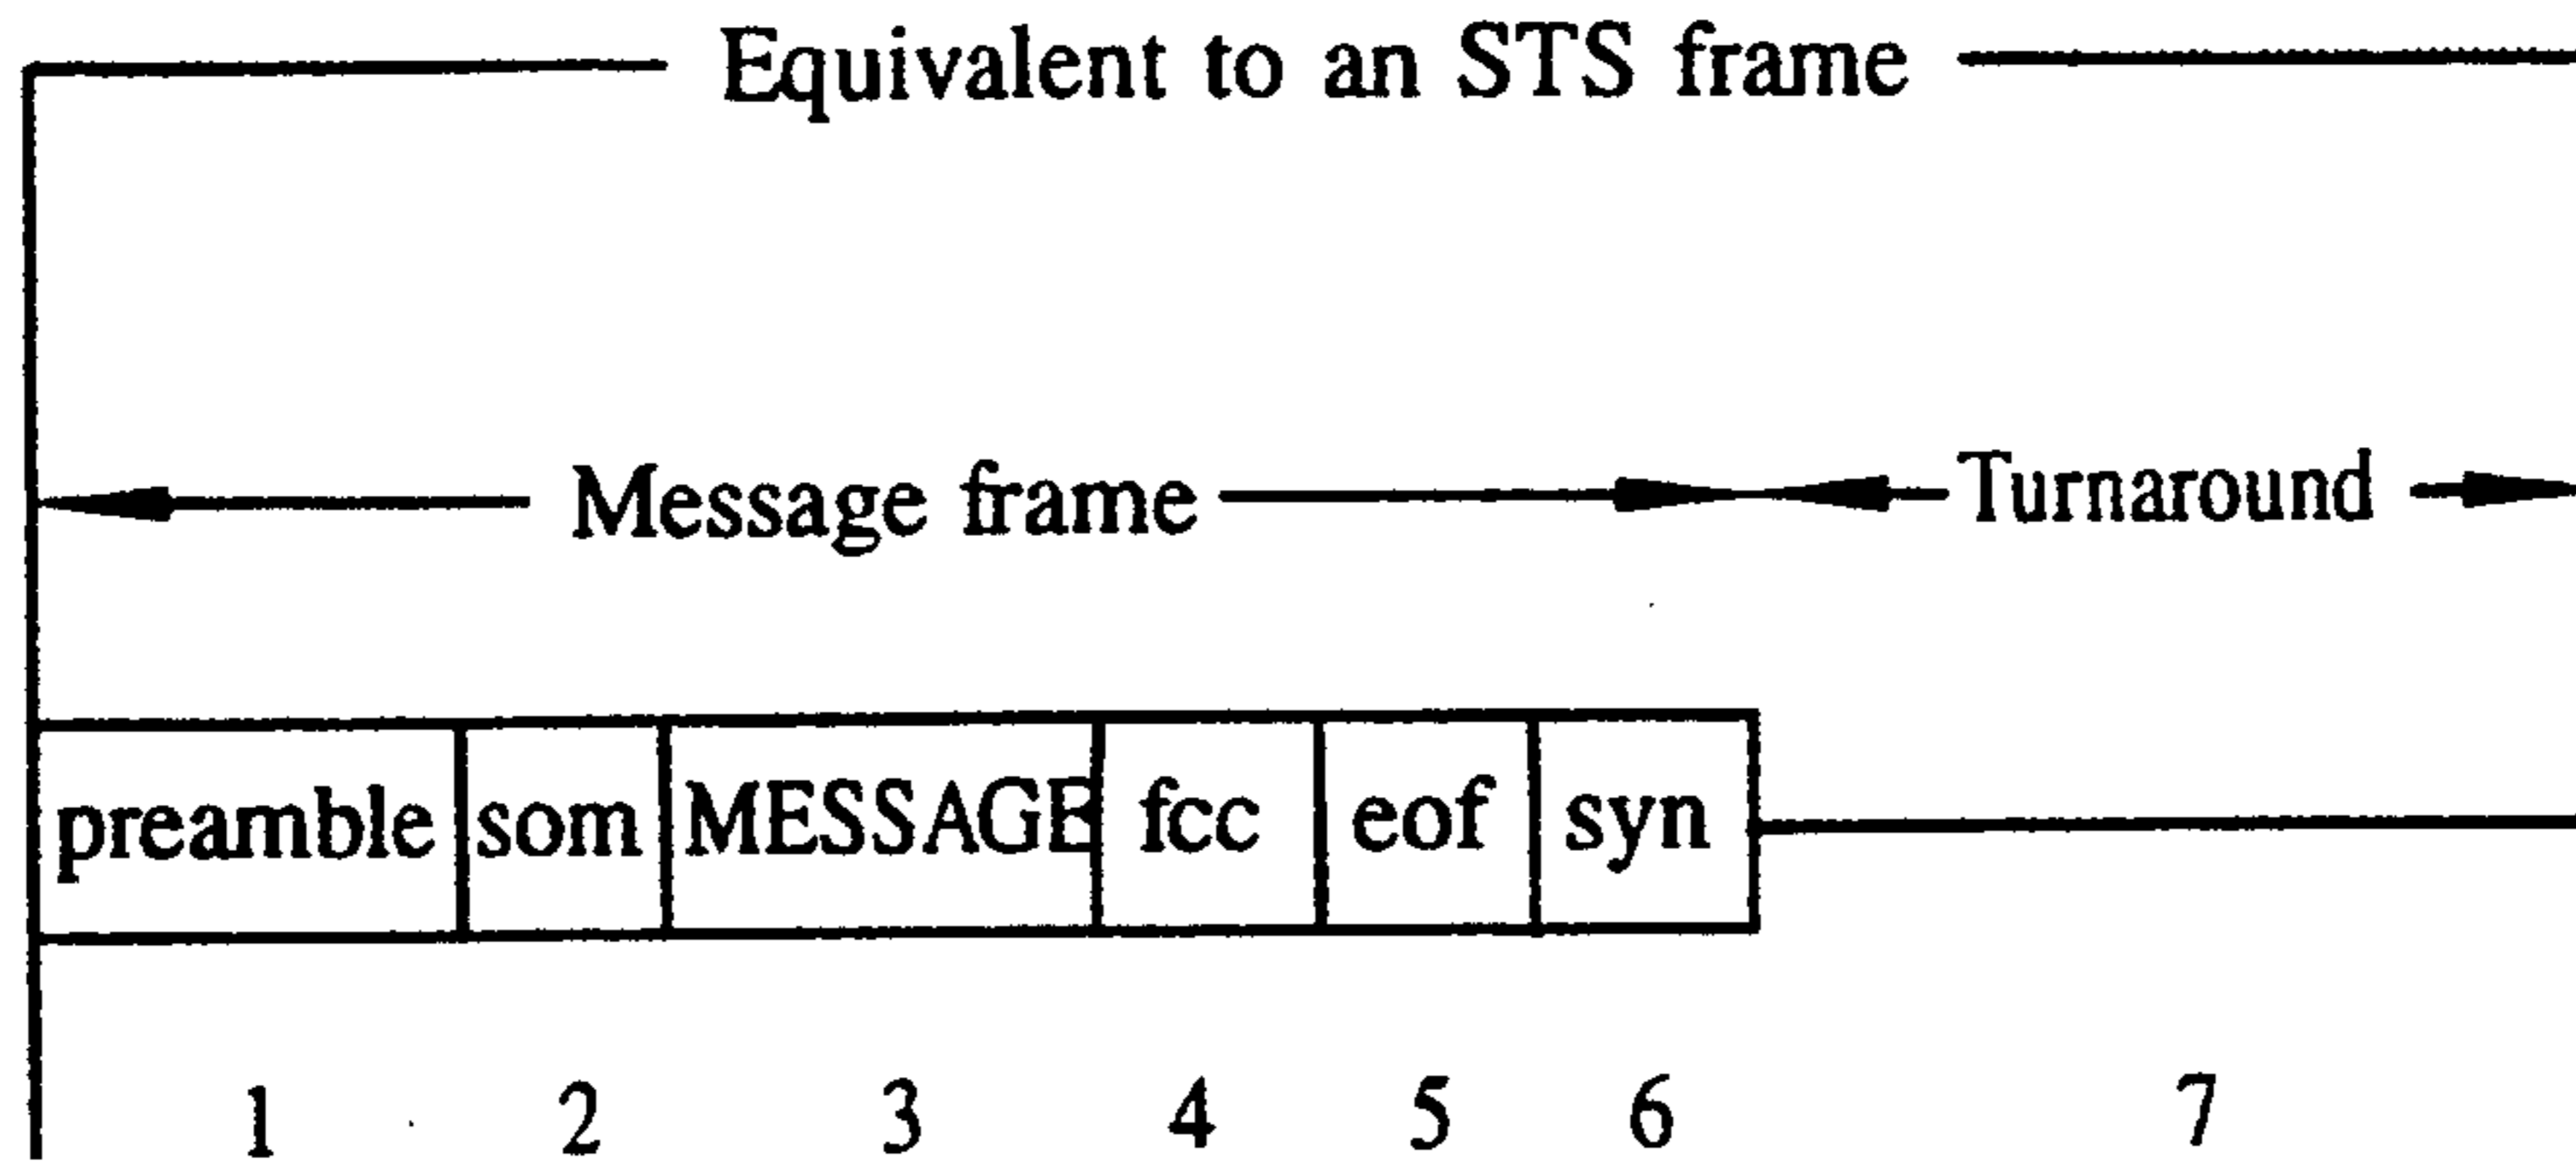 Equivalent to an STS frame
Message frame Turnaround
preamble som MESSAGE fcc eof syn
1 2 3 4 5 6 7